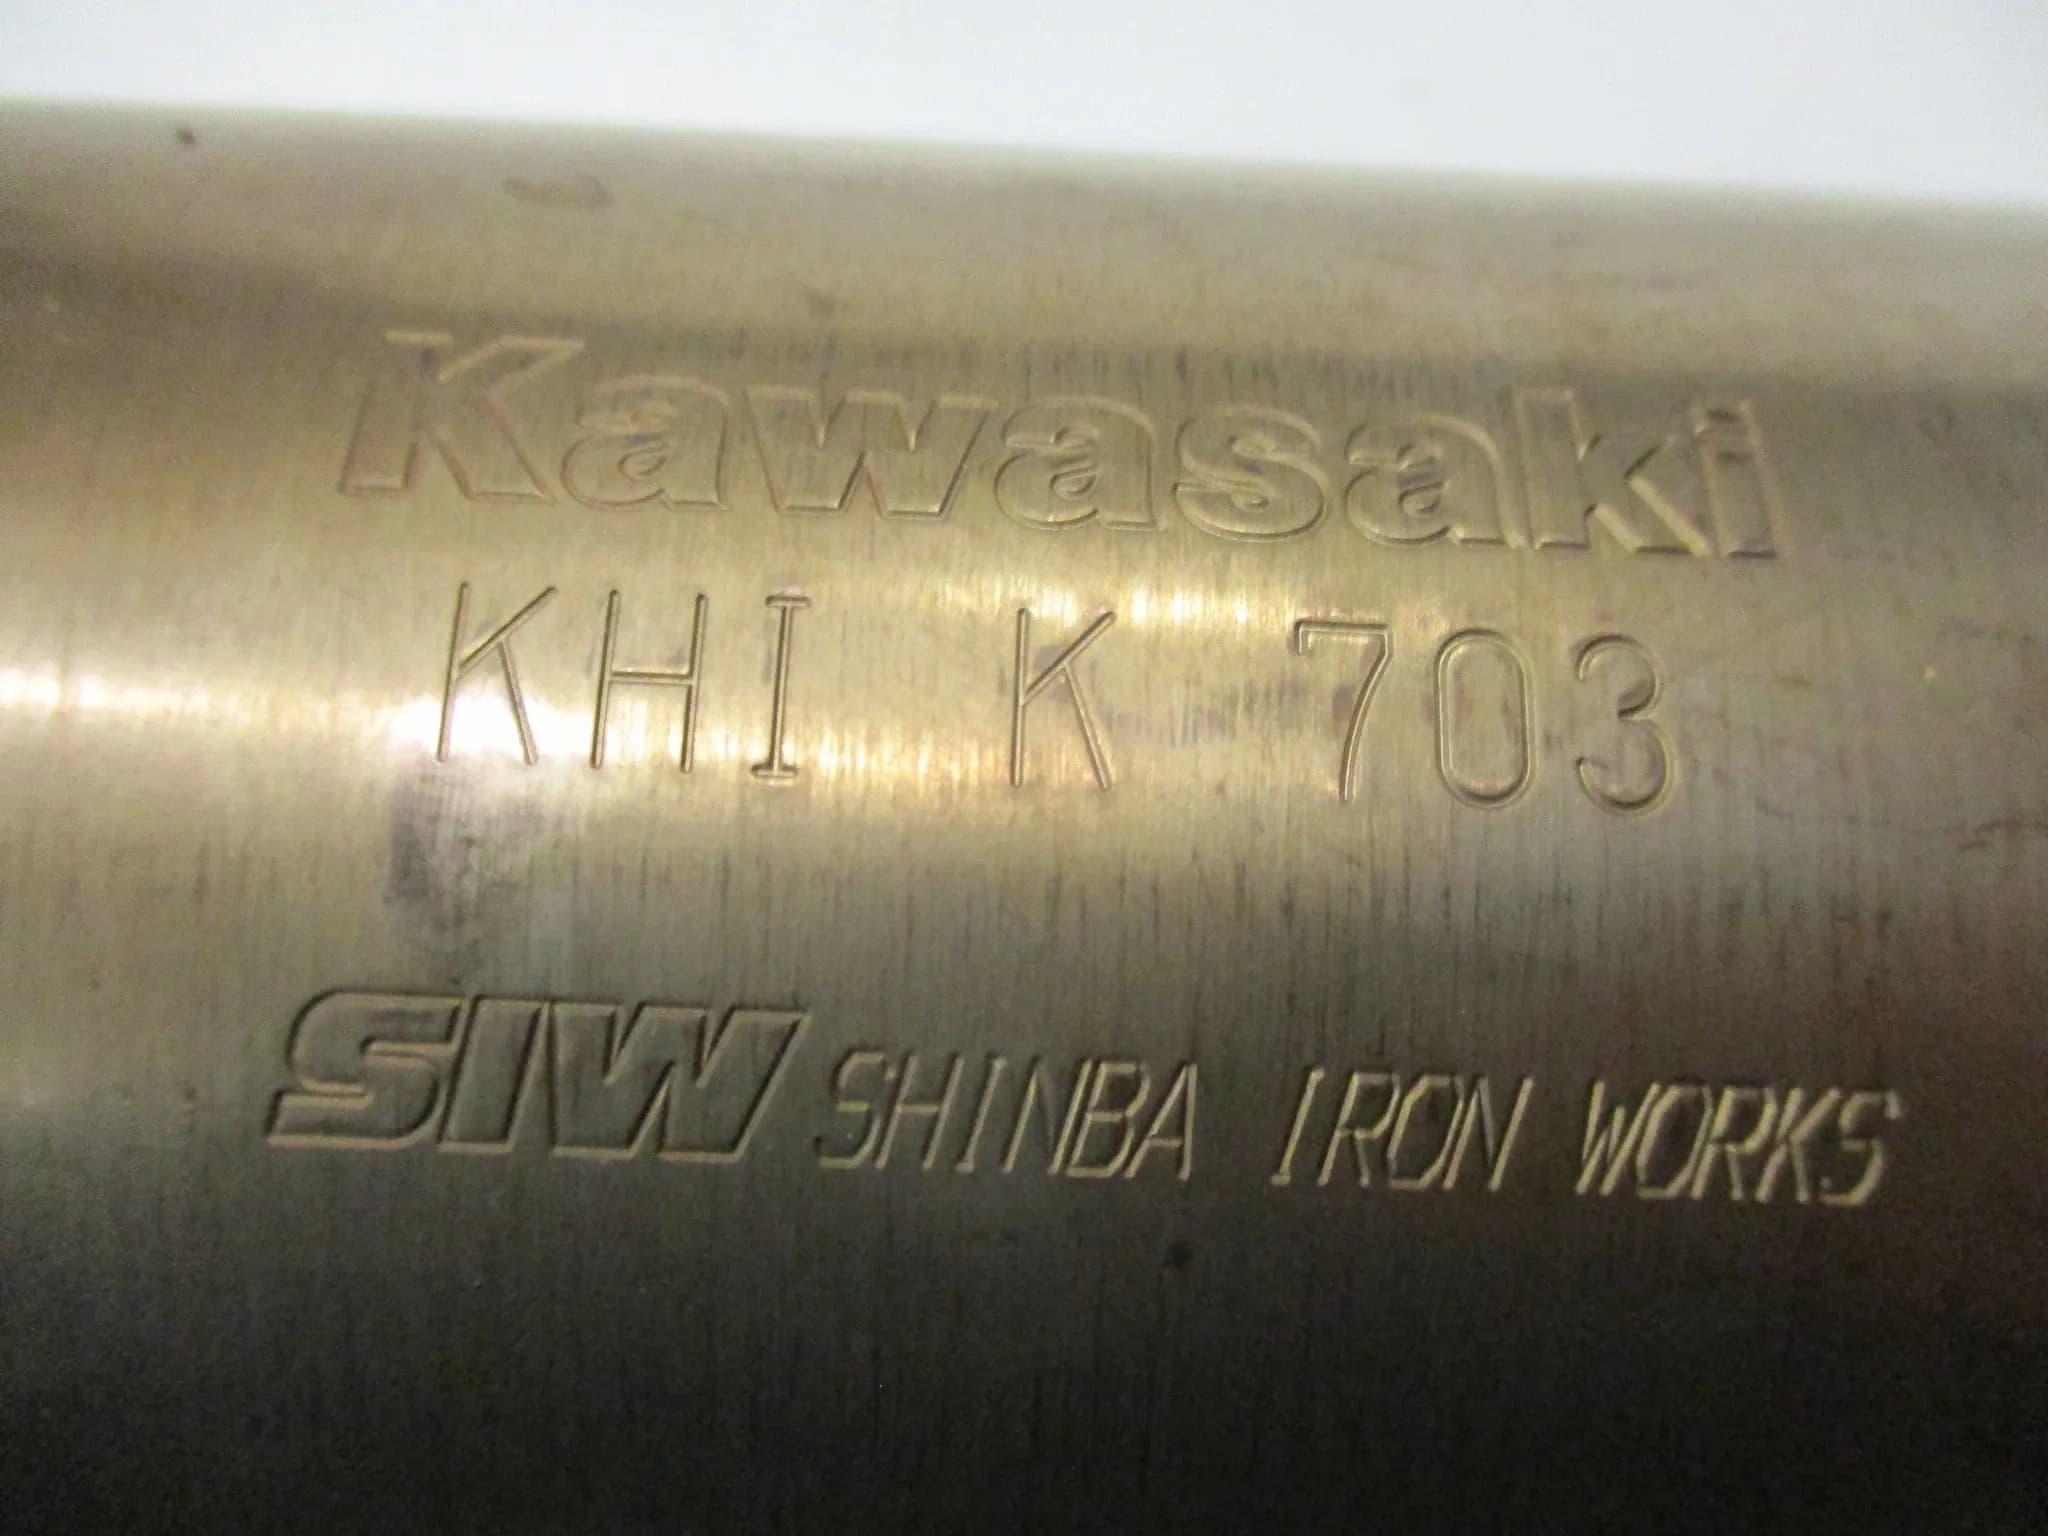 Kawasaki
KHI K 703
SIW SHINBA IRON WORKS